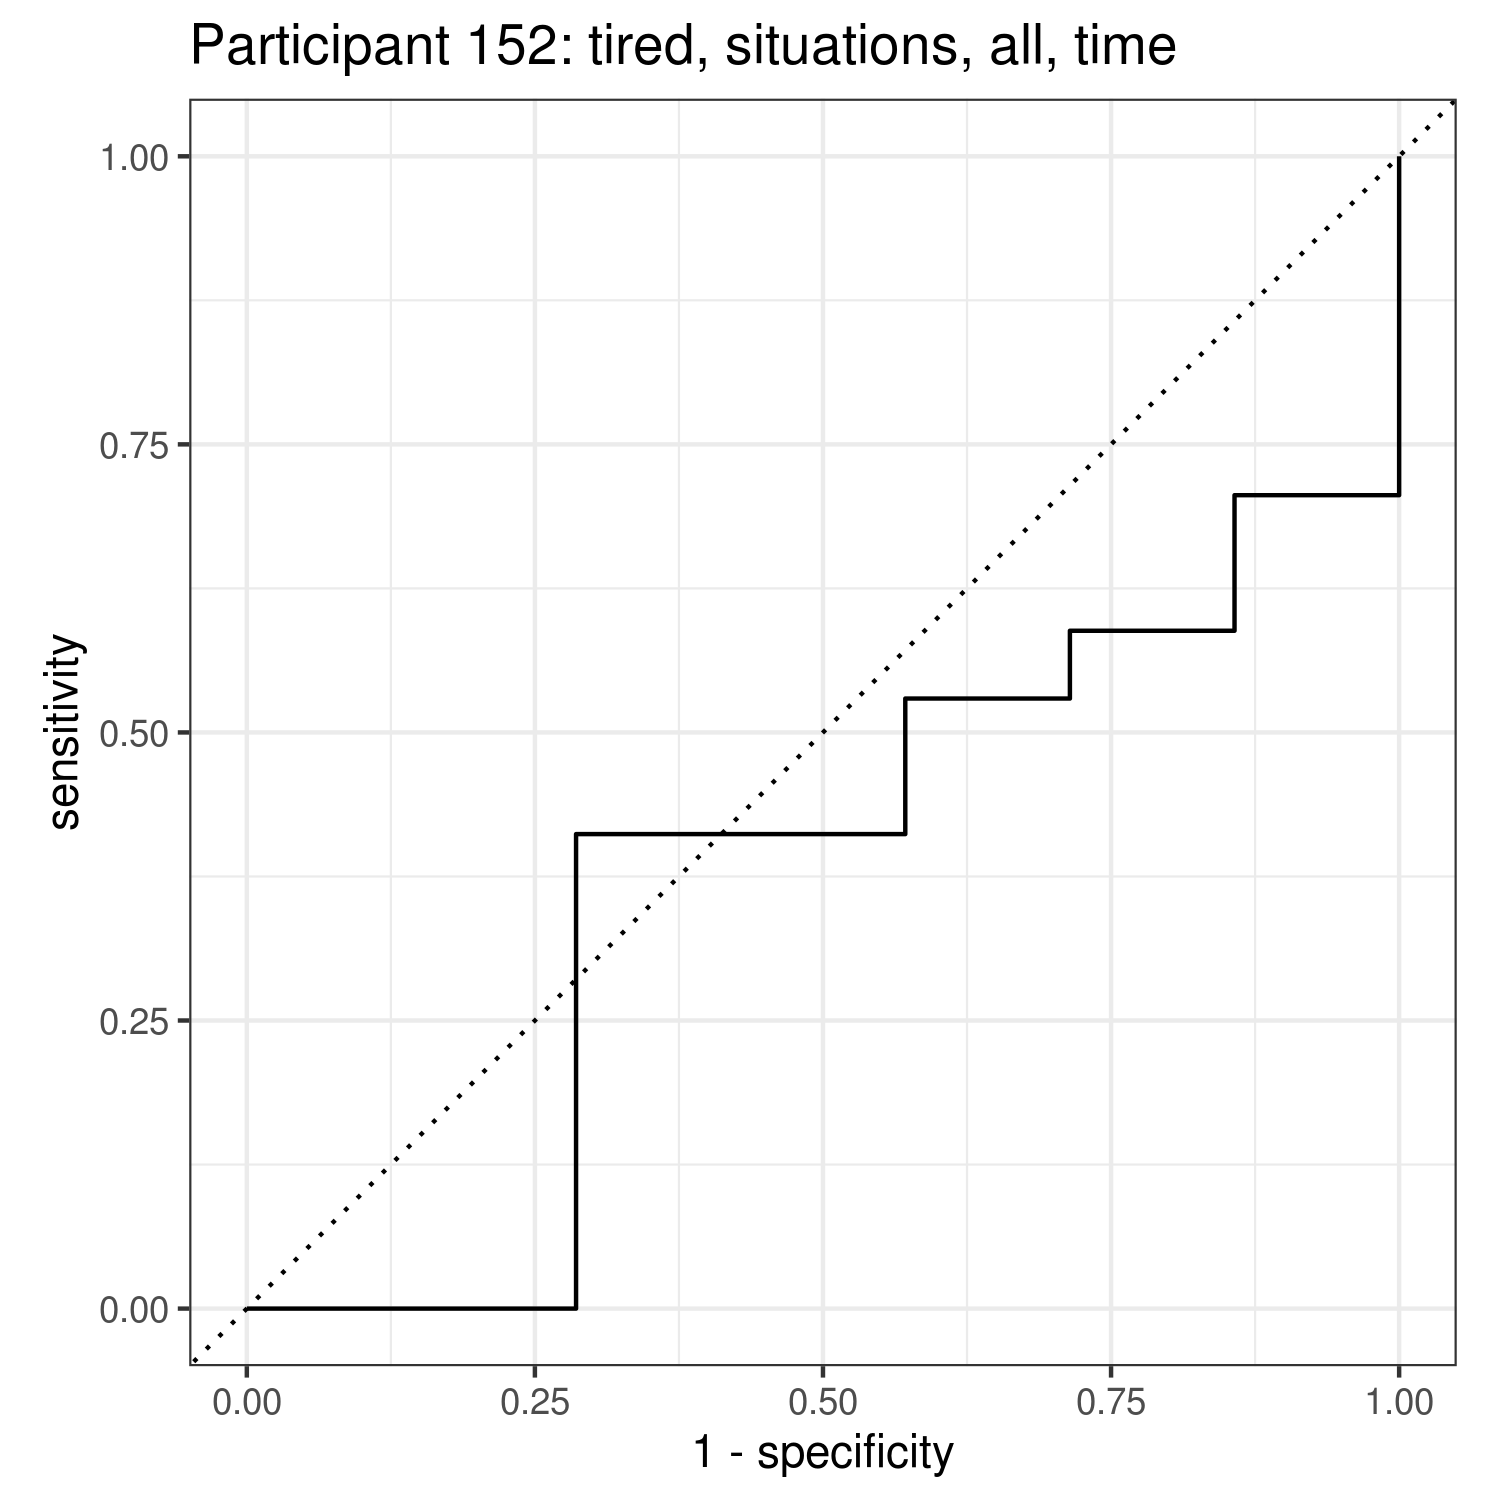 Participant 152: tired, situations, all, time
1.00
0.75
0.50
0.25
0.00
sensitivity
0.00 0.25 0.50 0.75 1.00
1 - specificity